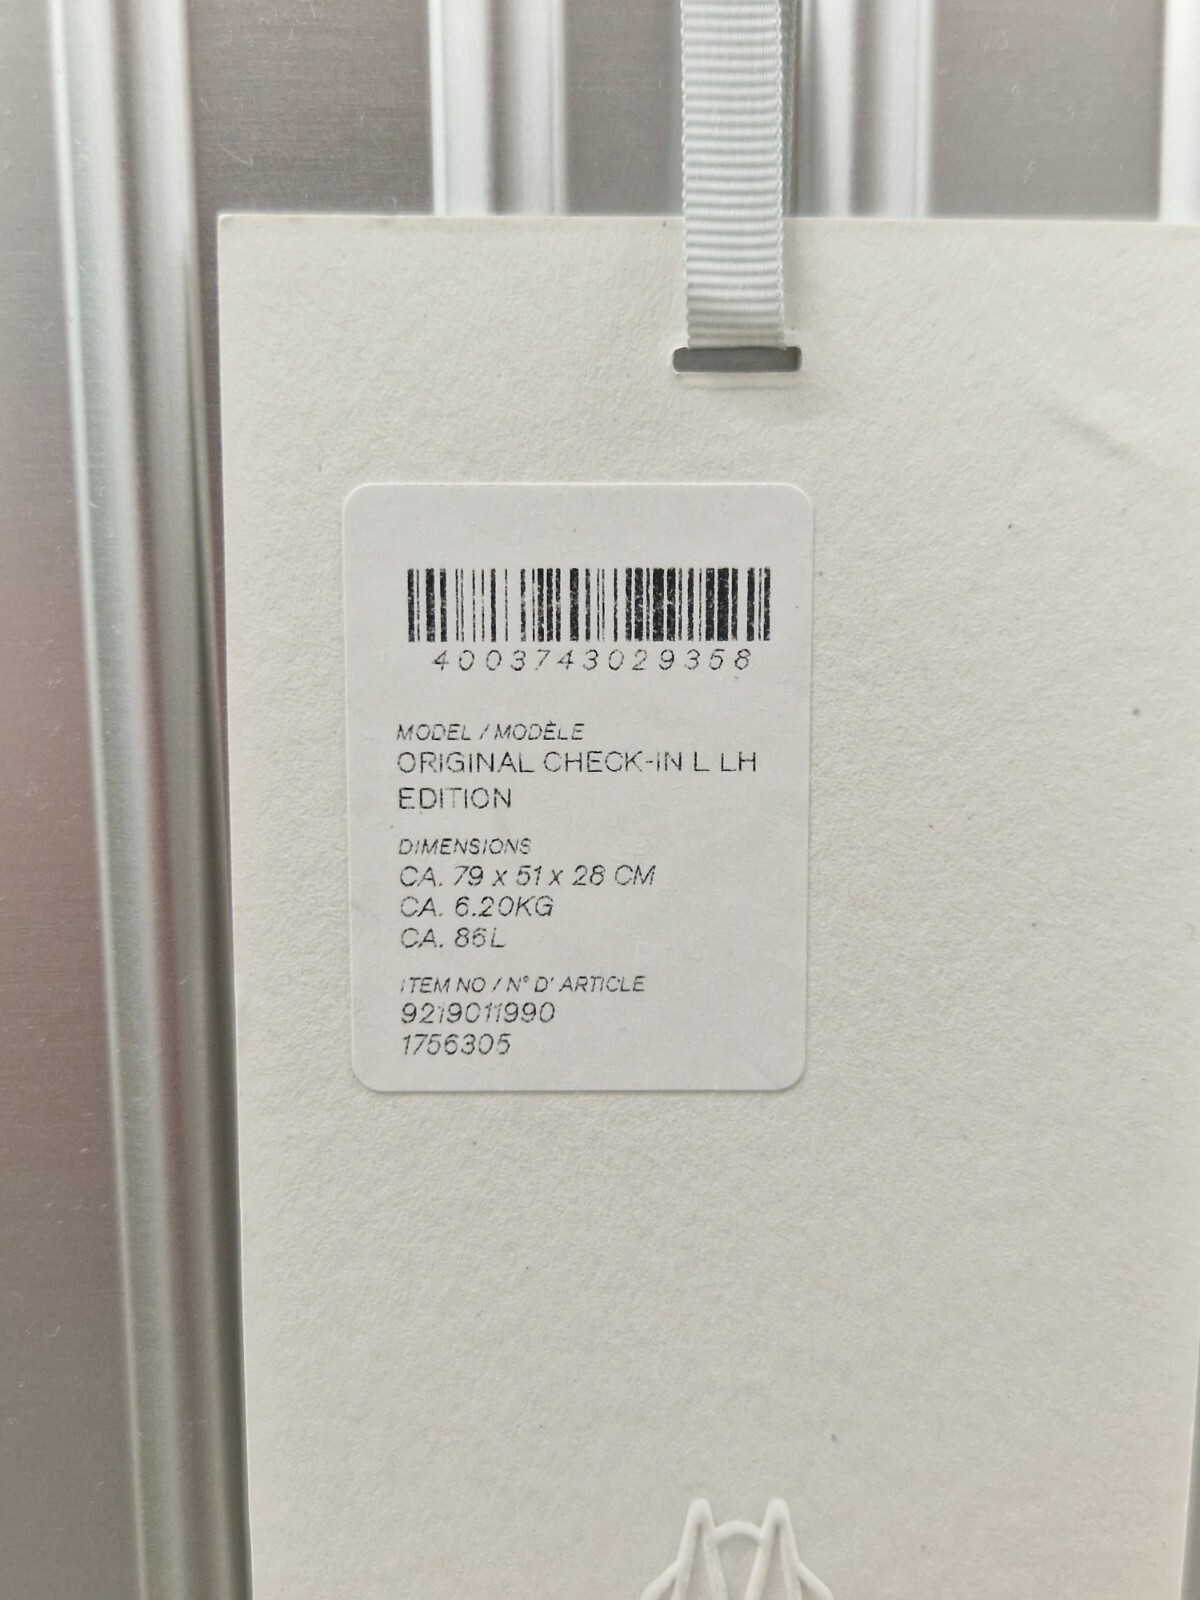 4003743029358
MODEL / MODÈLE
ORIGINAL CHECK-IN L LH
EDITION
DIMENSIONS
CA. 79 x 51 x 28 CM
CA. 6.20KG
CA. 86L
ITEM NO / N° D' ARTICLE
9219011990
1756305